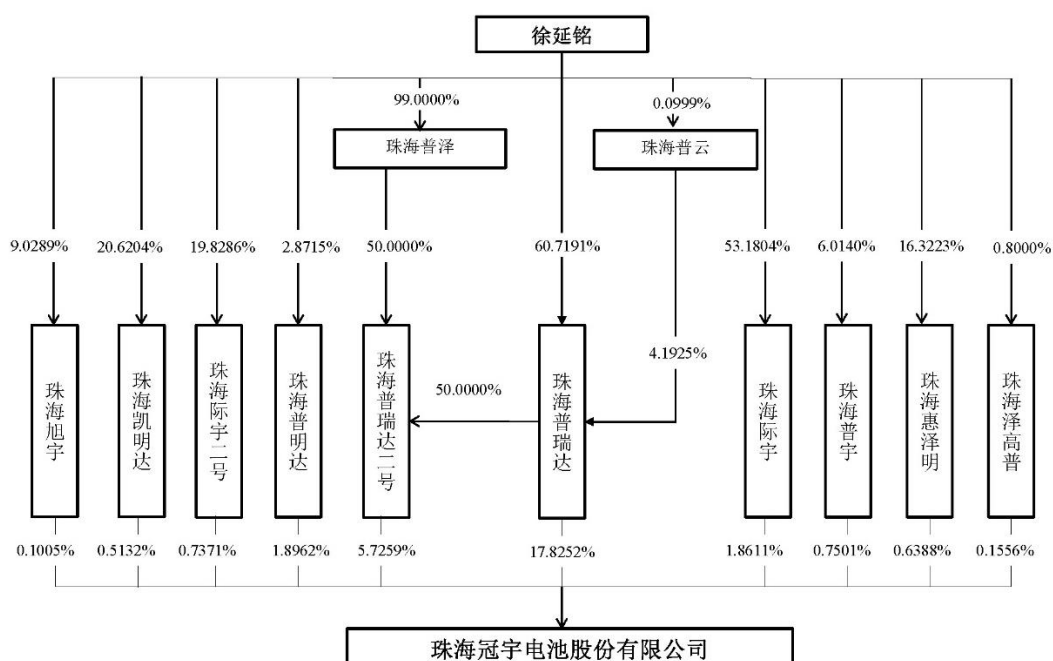 徐延铭
99.0000%
0.0999%
珠海普泽
珠海普云
9.0289%
20.6204%
19.8286%
2.8715%
50.0000%
60.7191%
53.1804%
6.0140%
16.3223%
0.8000%
4.1925%
50.0000%
珠海旭宇
珠海凯明达
珠海际宇二号
珠海普明达
珠海普瑞达二号
珠海普瑞达
珠海际宇
珠海普宇
珠海惠泽明
珠海泽高普
0.1005%
0.5132%
0.7371%
1.8962%
5.7259%
17.8252%
1.8611%
0.7501%
0.6388%
0.1556%
珠海冠宇电池股份有限公司